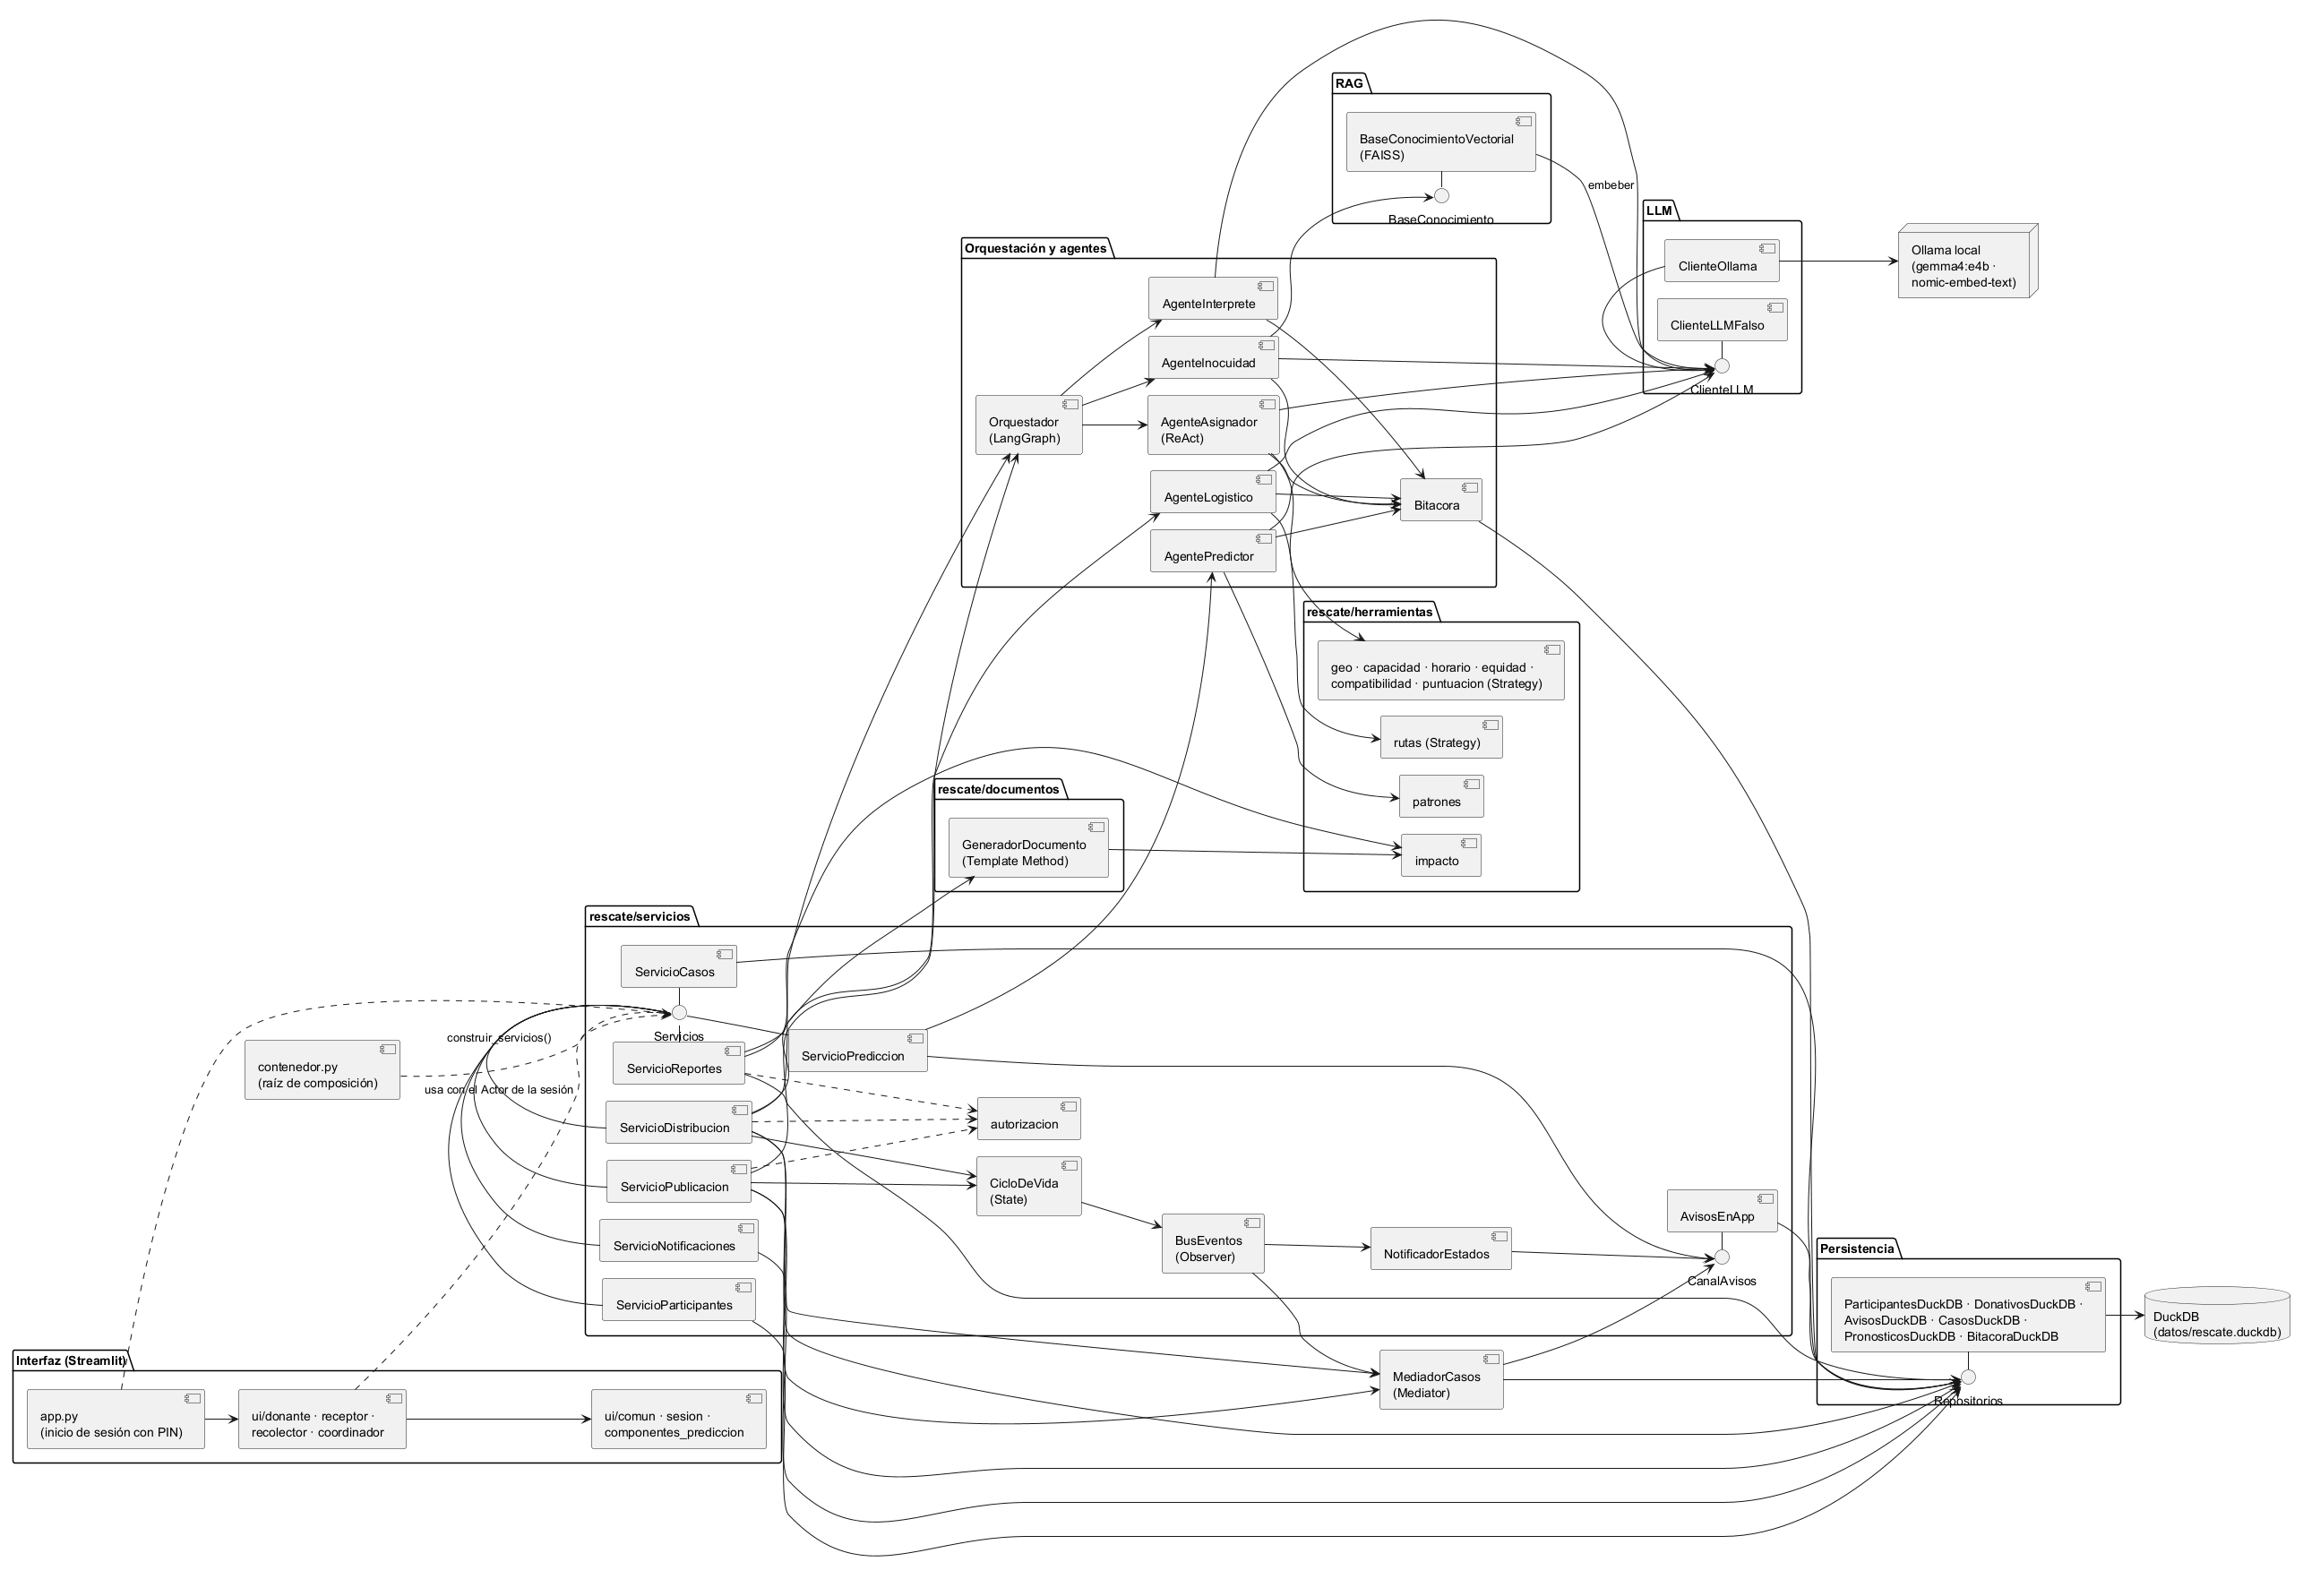 RAG
BaseConocimientoVectorial
(FAISS)
embeber
BaseConocimiento
LLM
ClienteOllama
ClienteLLMFalso
ClienteLLM
Ollama local
(gemma4:e4b ·
nomic-embed-text)
Orquestación y agentes
AgenteInterprete
AgenteInocuidad
Orquestador
(LangGraph)
AgenteAsignador
(ReAct)
AgenteLogistico
Bitacora
AgentePredictor
rescate/herramientas
geo · capacidad · horario · equidad ·
compatibilidad · puntuacion (Strategy)
rutas (Strategy)
patrones
impacto
rescate/documentos
GeneradorDocumento
(Template Method)
rescate/servicios
ServicioCasos
Servicios
construir_servicios()
contenedor.py
(raíz de composición)
ServicioReportes
ServicioPrediccion
usa con el Actor de la sesión
ServicioDistribucion
autorizacion
ServicioPublicacion
CicloDeVida
(State)
ServicioNotificaciones
BusEventos
(Observer)
NotificadorEstados
AvisosEnApp
CanalAvisos
ServicioParticipantes
MediadorCasos
(Mediator)
Persistencia
ParticipantesDuckDB · DonativosDuckDB ·
AvisosDuckDB · CasosDuckDB ·
PronosticosDuckDB · BitacoraDuckDB
Repositorios
DuckDB
(datos/rescate.duckdb)
Interfaz (Streamlit)
app.py
(inicio de sesión con PIN)
ui/donante · receptor ·
recolector · coordinador
ui/comun · sesion ·
componentes_prediccion